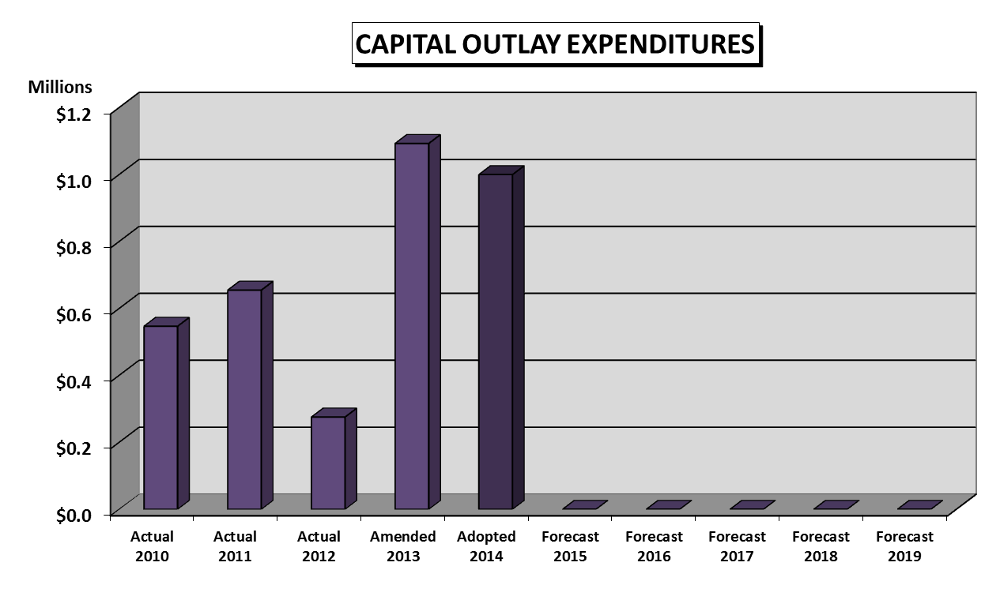 CAPITAL OUTLAY EXPENDITURES
Millions
$1.2
$1.0
$0.8
$0.6
$0.4
$0.2
$0.0
Actual Actual Actual Amended Adopted Forecast Forecast Forecast Forecast Forecast
2010 2011 2012 2013 2014 2015 2016 2017 2018 2019